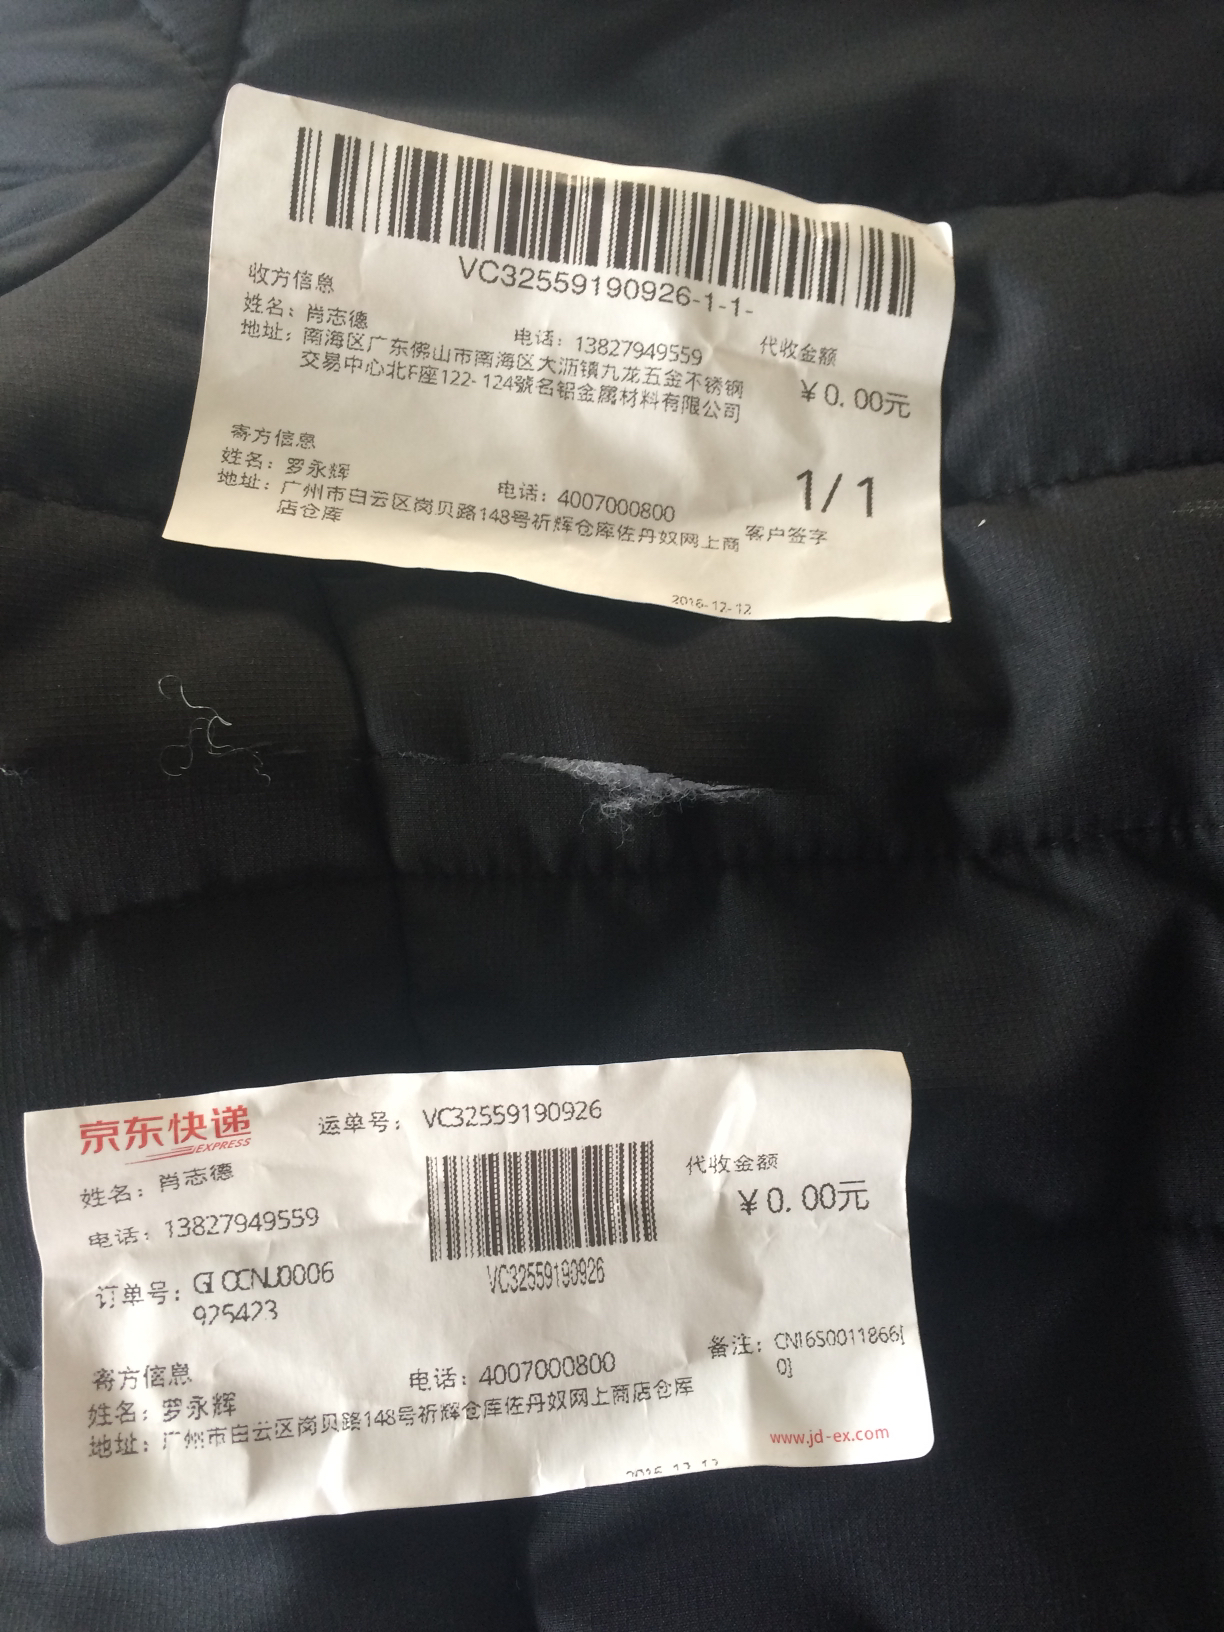 VC32559190926-1-1-
收方信息
姓名：肖志德
电话：13827949559
代收金额
地址：南海区广东佛山市南海区大沥镇九龙五金不锈钢
交易中心北F座122-124號名铝金属材料有限公司
￥0.00元
寄方信息
姓名：罗永辉
电话：4007000800
1/1
地址：广州市白云区岗贝路148号祈辉仓库佐丹奴网上商
店仓库
客户签字
京东快递
EXPRESS
运单号：VC32559190926
姓名：肖志德
代收金额
￥0.00元
电话：13827949559
VC32559190926
订单号：
925423
备注：CN1650011866[
0]
寄方信息
电话：4007000800
姓名：罗永辉
地址：广州市白云区岗贝路148号祈辉仓库佐丹奴网上商店仓库
www.jd-ex.com